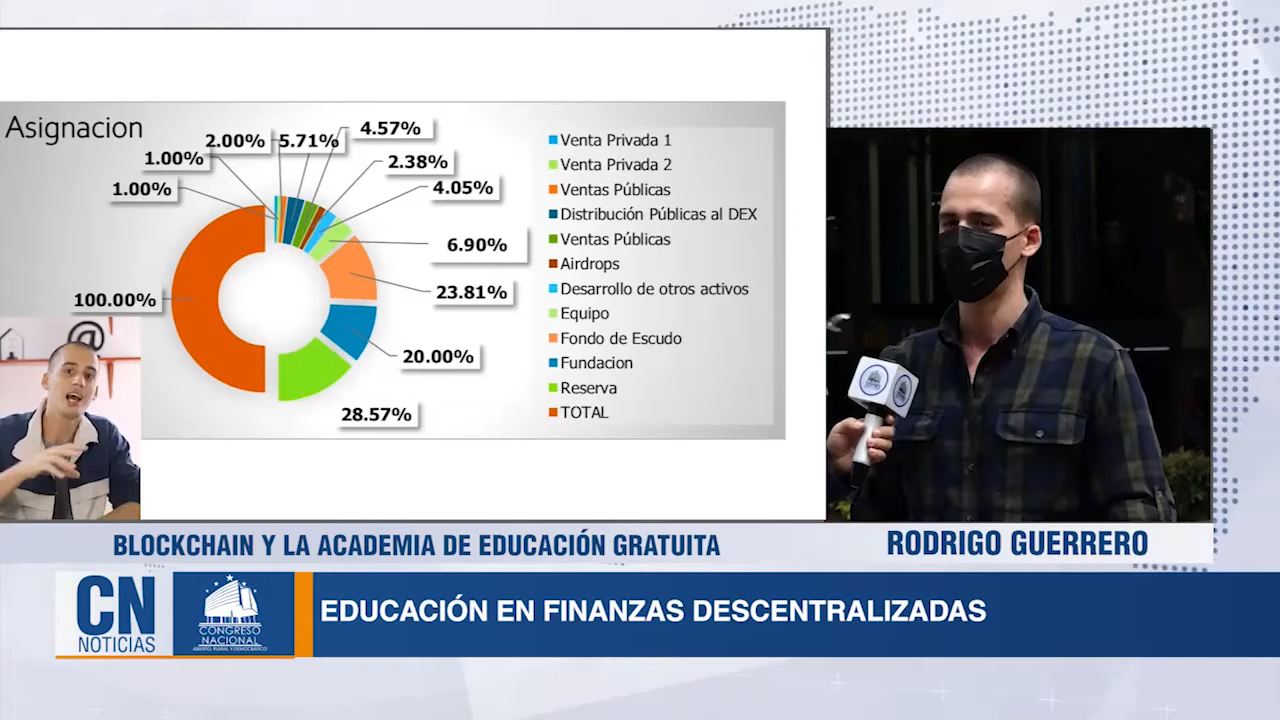 Asignacion
4.57%
2.00%
5.71%
1.00%
2.38%
1.00%
4.05%
6.90%
23.81%
100.00%
20.00%
28.57%
Venta Privada 1
Venta Privada 2
Ventas Públicas
Distribución Públicas al DEX
Ventas Públicas
Airdrops
Desarrollo de otros activos
Equipo
Fondo de Escudo
Fundacion
Reserva
TOTAL
@
BLOCKCHAIN Y LA ACADEMIA DE EDUCACIÓN GRATUITA
RODRIGO GUERRERO
CN
NOTICIAS
CONGRESO
NACIONAL
ABIERTO, PLURAL Y DEMOCRÁTICO
EDUCACIÓN EN FINANZAS DESCENTRALIZADAS